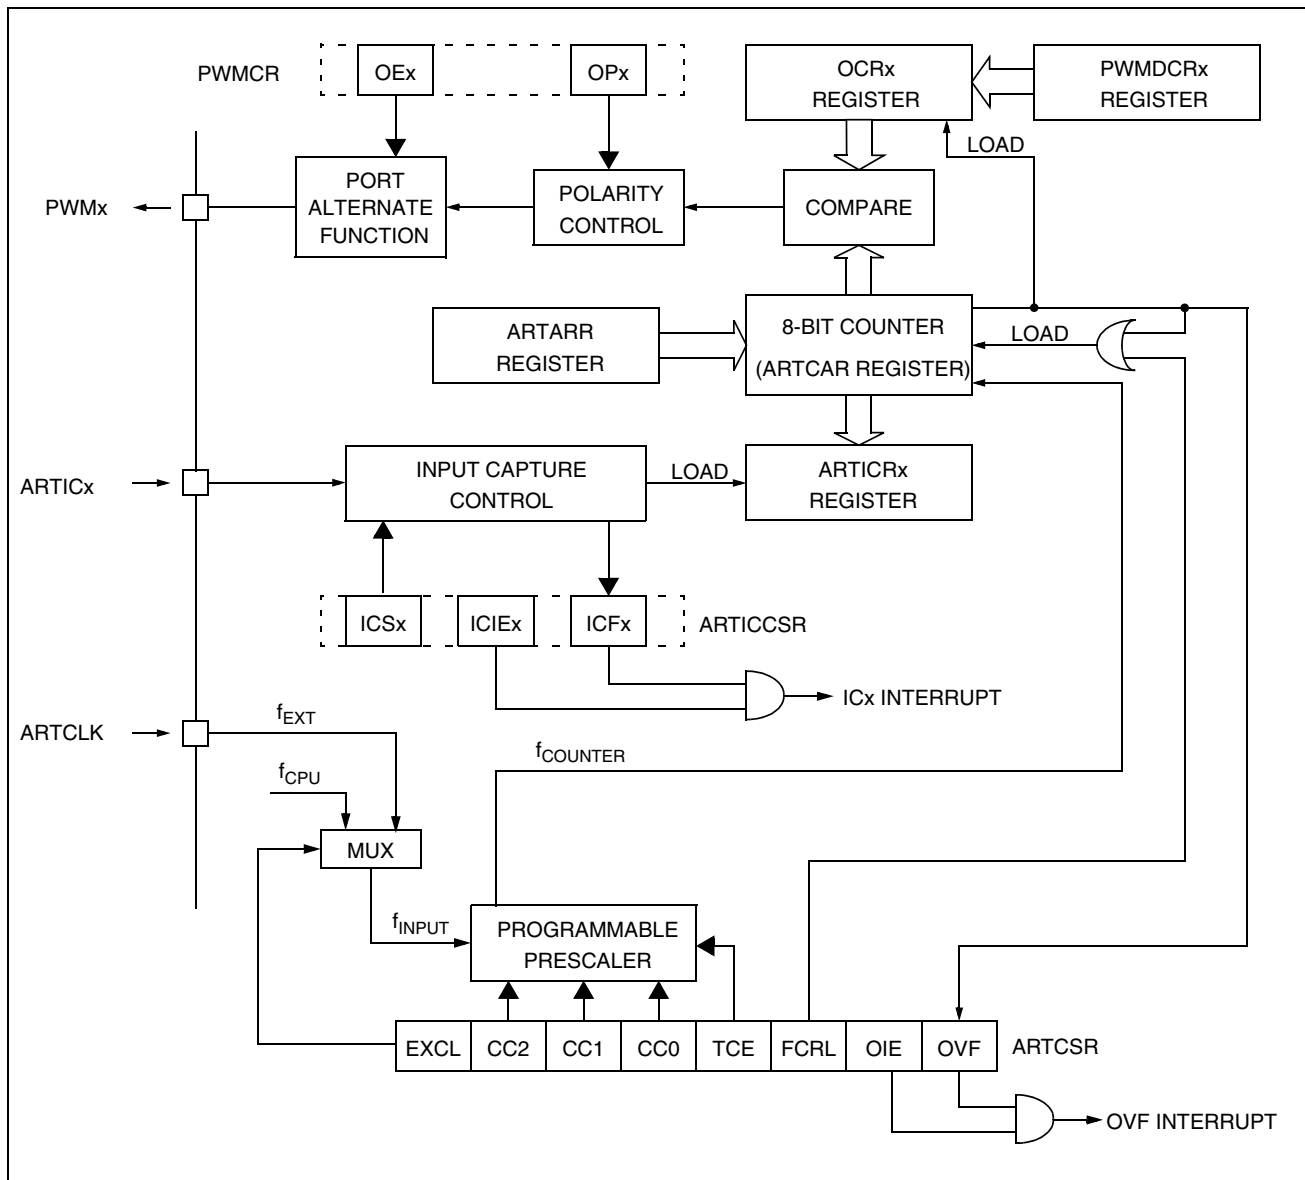 PWMCR
OEx
OPx
OCRx
REGISTER
PWMDCRx
REGISTER
LOAD
PWMx
PORT
ALTERNATE
FUNCTION
POLARITY
CONTROL
COMPARE
ARTARR
REGISTER
8-BIT COUNTER
(ARTCAR REGISTER)
LOAD
ARTICx
INPUT CAPTURE
CONTROL
LOAD
ARTICRx
REGISTER
ICSx
ICIEx
ICFx
ARTICCSR
ICx INTERRUPT
ARTCLK
fEXT
fCPU
fCOUNTER
MUX
fINPUT
PROGRAMMABLE
PRESCALER
EXCL
CC2
CC1
CC0
TCE
FCRL
OIE
OVF
ARTCSR
OVF INTERRUPT